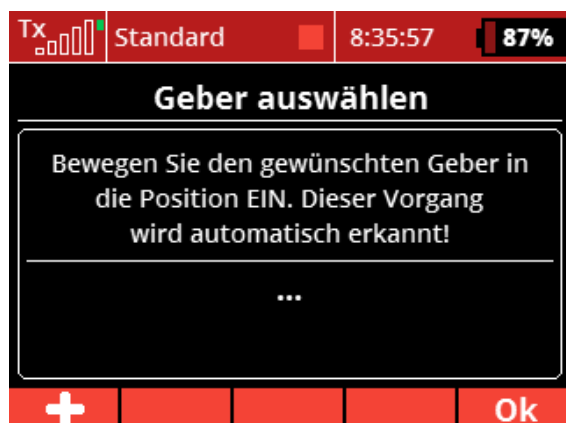 Tx Standard 8:35:57 87%
Geber auswählen
Bewegen Sie den gewünschten Geber in
die Position EIN. Dieser Vorgang
wird automatisch erkannt!
...
Ok